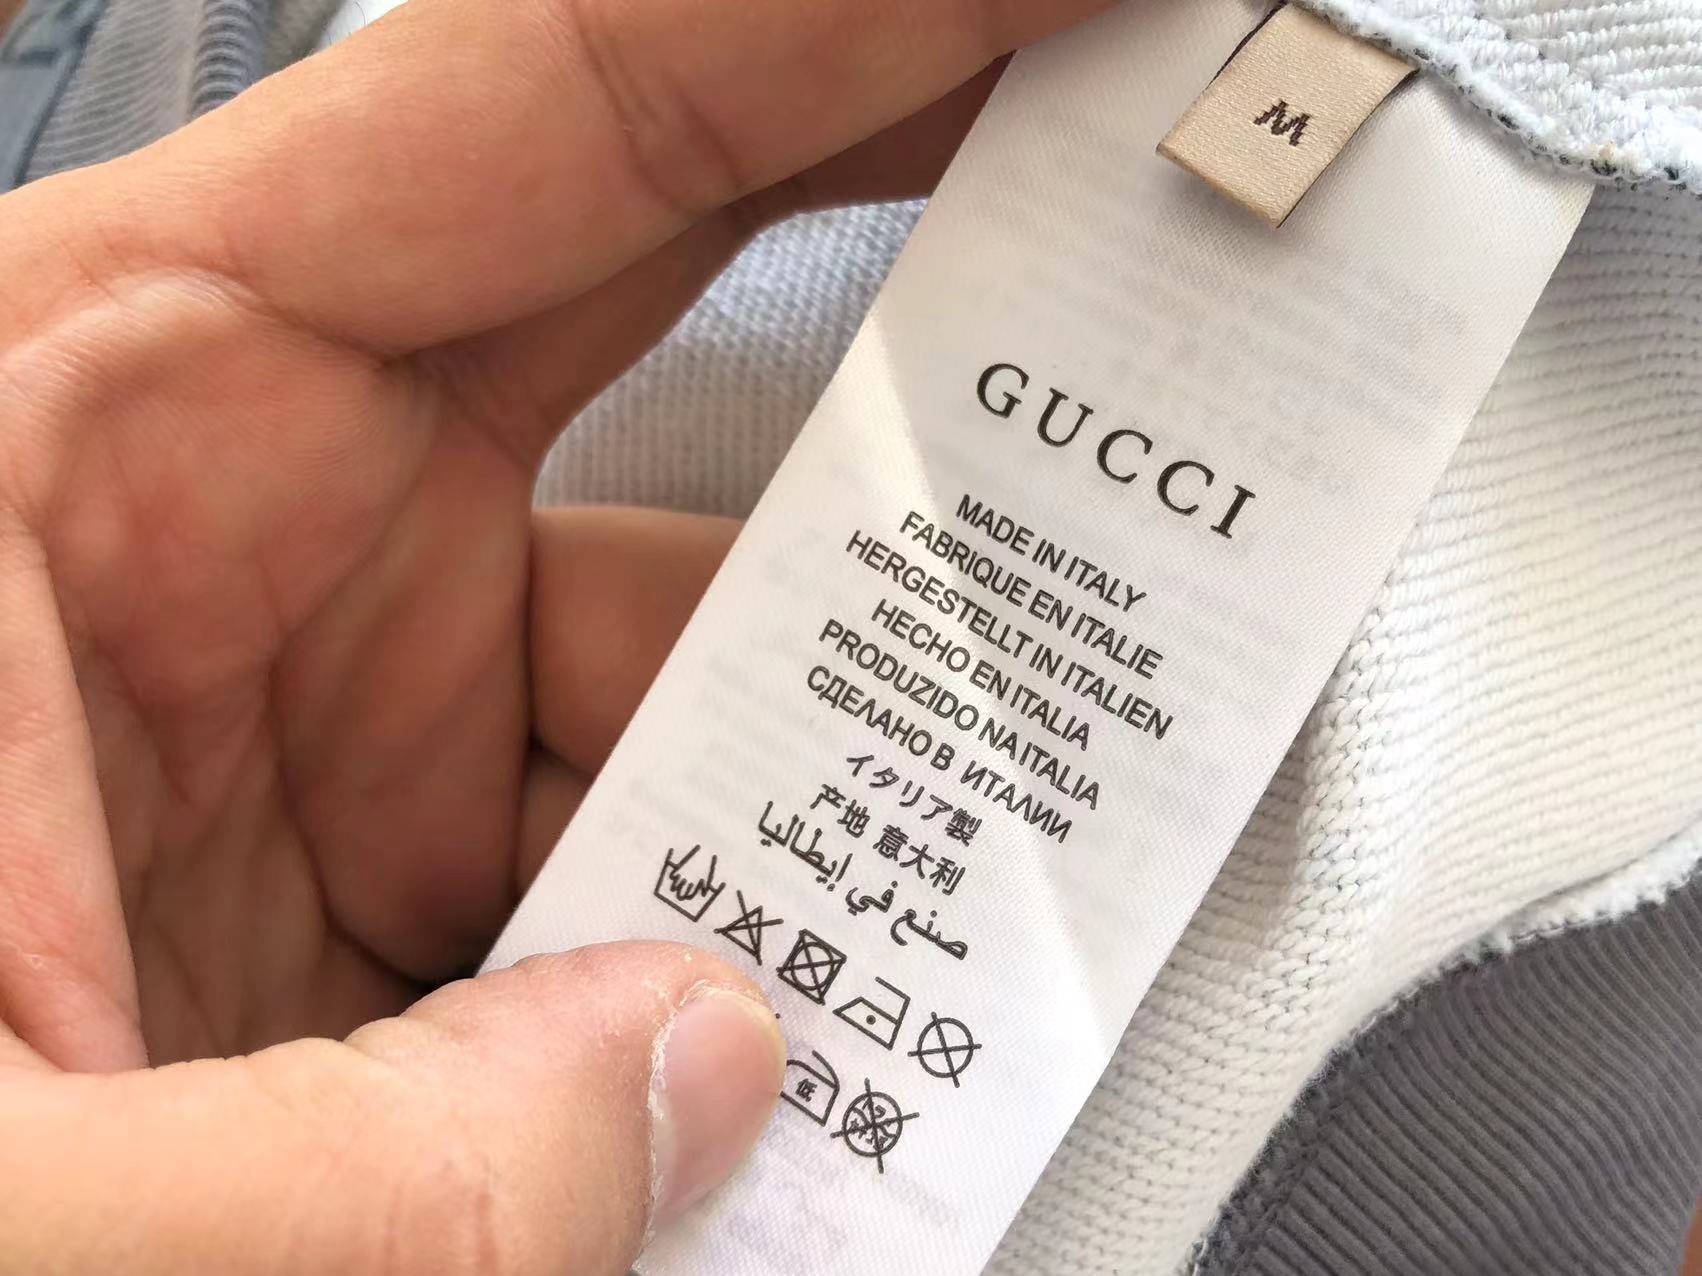 M
GUCCI
MADE IN ITALY
FABRIQUE EN ITALIE
HERGESTELLT IN ITALIEN
HECHO EN ITALIA
PRODUZIDO NA ITALIA
СДЕЛАНО В ИТАЛИИ
イタリア製
产地 意大利
صنع في إيطاليا
低